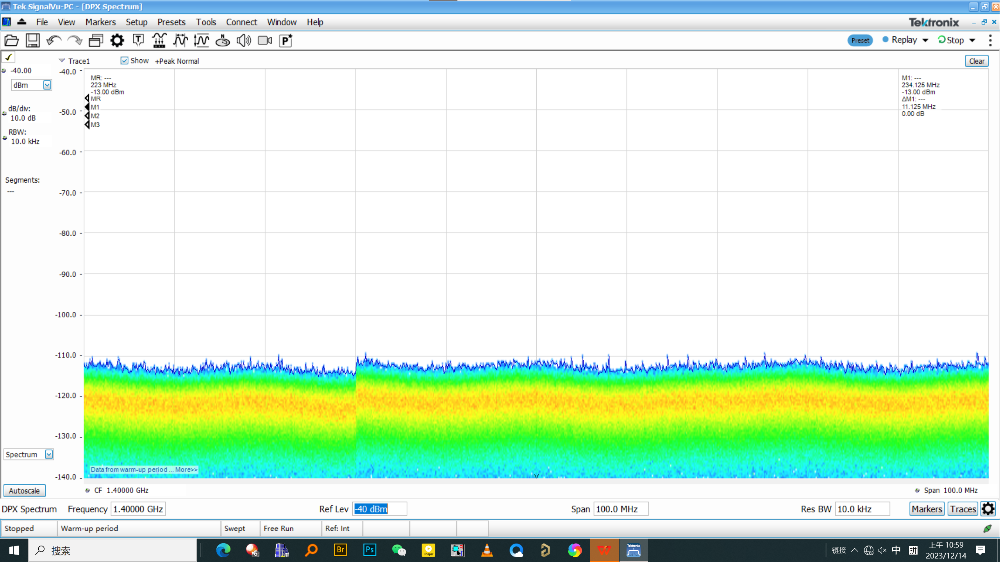 Tek SignalVu-PC - [DPX Spectrum]
File View Markers Setup Presets Tools Connect Window Help
Tektronix
T
N
P
Preset Replay Stop
Trace1 Show +Peak Normal
Clear
-40.00
dBm
dB/div:
10.0 dB
RBW:
10.0 kHz
Segments:
---
Spectrum
Autoscale
-40.0
-50.0
-60.0
-70.0
-80.0
-90.0
-100.0
-110.0
-120.0
-130.0
-140.0
MR: ---
223 MHz
-13.00 dBm
MR
M1
M2
M3
M1: ---
234.125 MHz
-13.00 dBm
ΔM1: ---
11.125 MHz
0.00 dB
Data from warm-up period ... More>>
CF 1.40000 GHz
Span 100.0 MHz
DPX Spectrum Frequency 1.40000 GHz Ref Lev -40 dBm Span 100.0 MHz Res BW 10.0 kHz Markers Traces
Stopped Warm-up period Swept Free Run Ref: Int
搜索
Br
Ps
Player
Tektronix
链接
中
拼
上午 10:59
2023/12/14